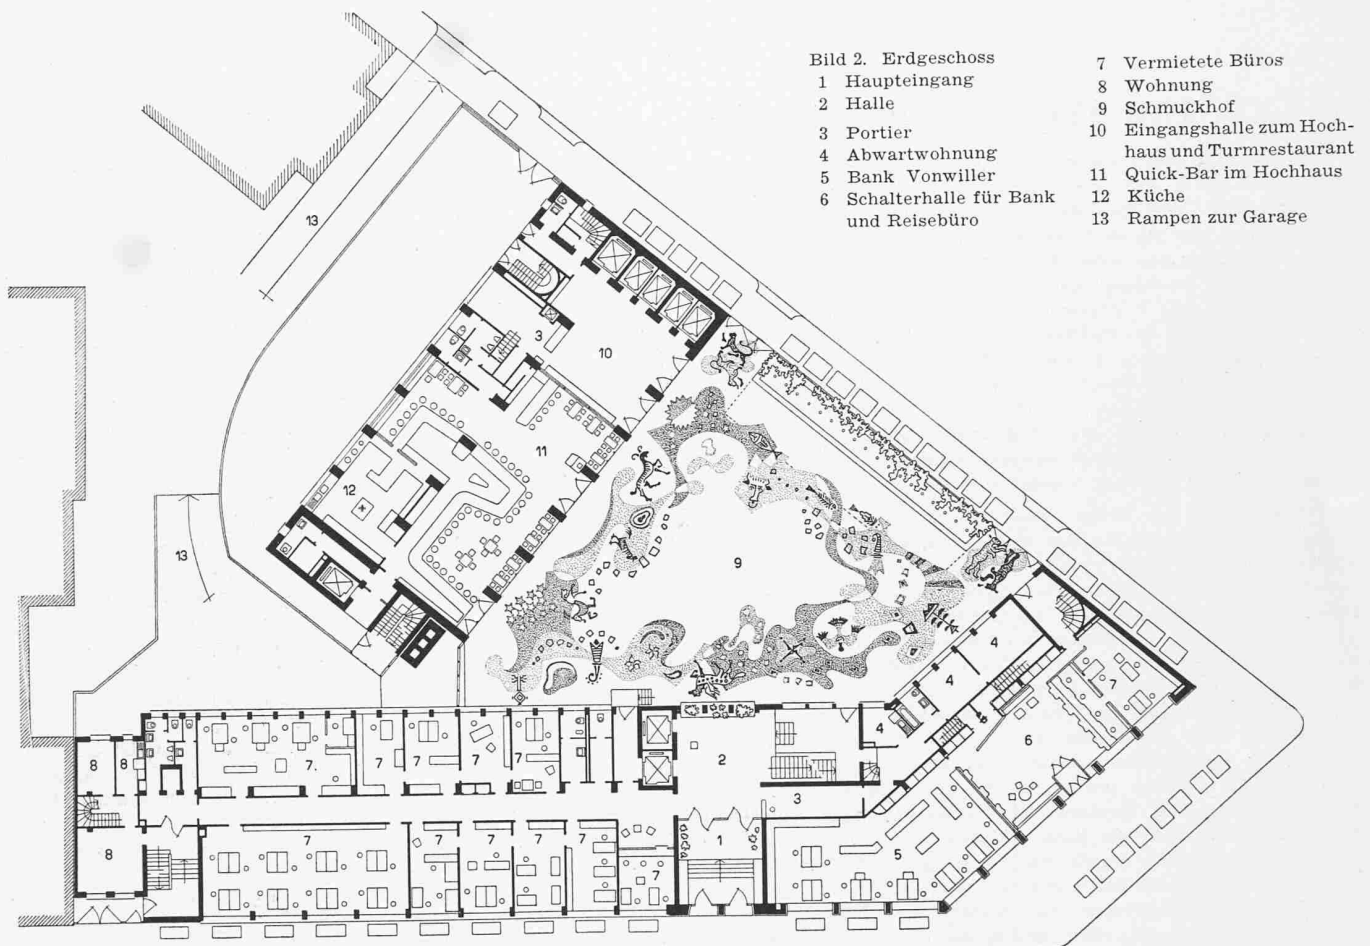 Bild 2. Erdgeschoss
1 Haupteingang
2 Halle
3 Portier
4 Abwartwohnung
5 Bank Vonwiller
6 Schalterhalle für Bank
und Reisebüro
7 Vermietete Büros
8 Wohnung
9 Schmuckhof
10 Eingangshalle zum Hoch-
haus und Turmrestaurant
11 Quick-Bar im Hochhaus
12 Küche
13 Rampen zur Garage
13
3
10
11
12
13
9
4
4
7
4
6
8
8
7.
7
7
7
7
2
3
8
7
7
7
7
7
7
1
5